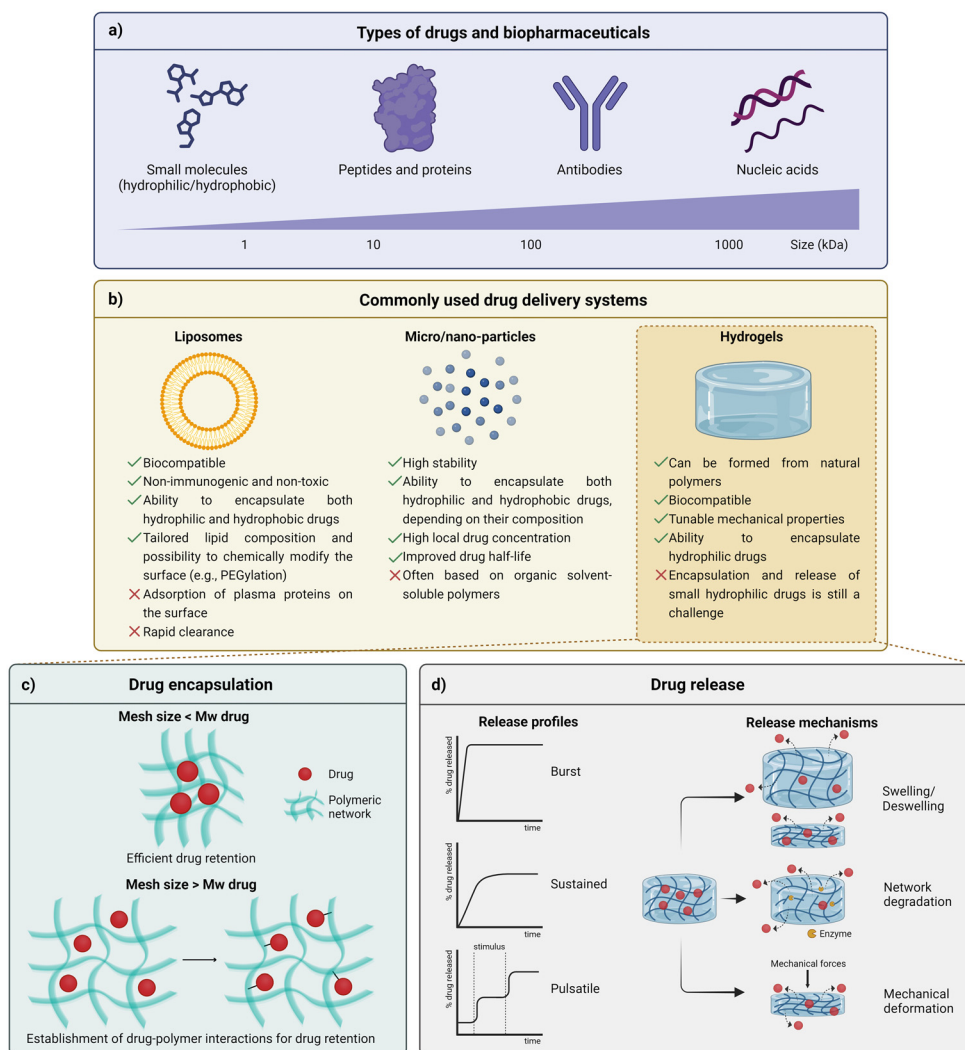 a)
Types of drugs and biopharmaceuticals
Small molecules
(hydrophilic/hydrophobic)
Peptides and proteins
Antibodies
Nucleic acids
1
10
100
1000
Size (kDa)
b)
Commonly used drug delivery systems
Liposomes
Biocompatible
Non-immunogenic and non-toxic
Ability to encapsulate both
hydrophilic and hydrophobic drugs
Tailored lipid composition and
possibility to chemically modify the
surface (e.g., PEGylation)
Adsorption of plasma proteins on
the surface
Rapid clearance
Micro/nano-particles
High stability
Ability to encapsulate both
hydrophilic and hydrophobic drugs,
depending on their composition
High local drug concentration
Improved drug half-life
Often based on organic solvent-
soluble polymers
Hydrogels
Can be formed from natural
polymers
Biocompatible
Tunable mechanical properties
Ability to encapsulate
hydrophilic drugs
Encapsulation and release of
small hydrophilic drugs is still a
challenge
c)
Drug encapsulation
Mesh size < Mw drug
Drug
Polymeric
network
Efficient drug retention
Mesh size > Mw drug
Establishment of drug-polymer interactions for drug retention
d)
Drug release
Release profiles
% drug released
time
Burst
% drug released
time
Sustained
% drug released
stimulus
time
Pulsatile
Release mechanisms
Swelling/
Deswelling
Network
degradation
Enzyme
Mechanical forces
Mechanical
deformation